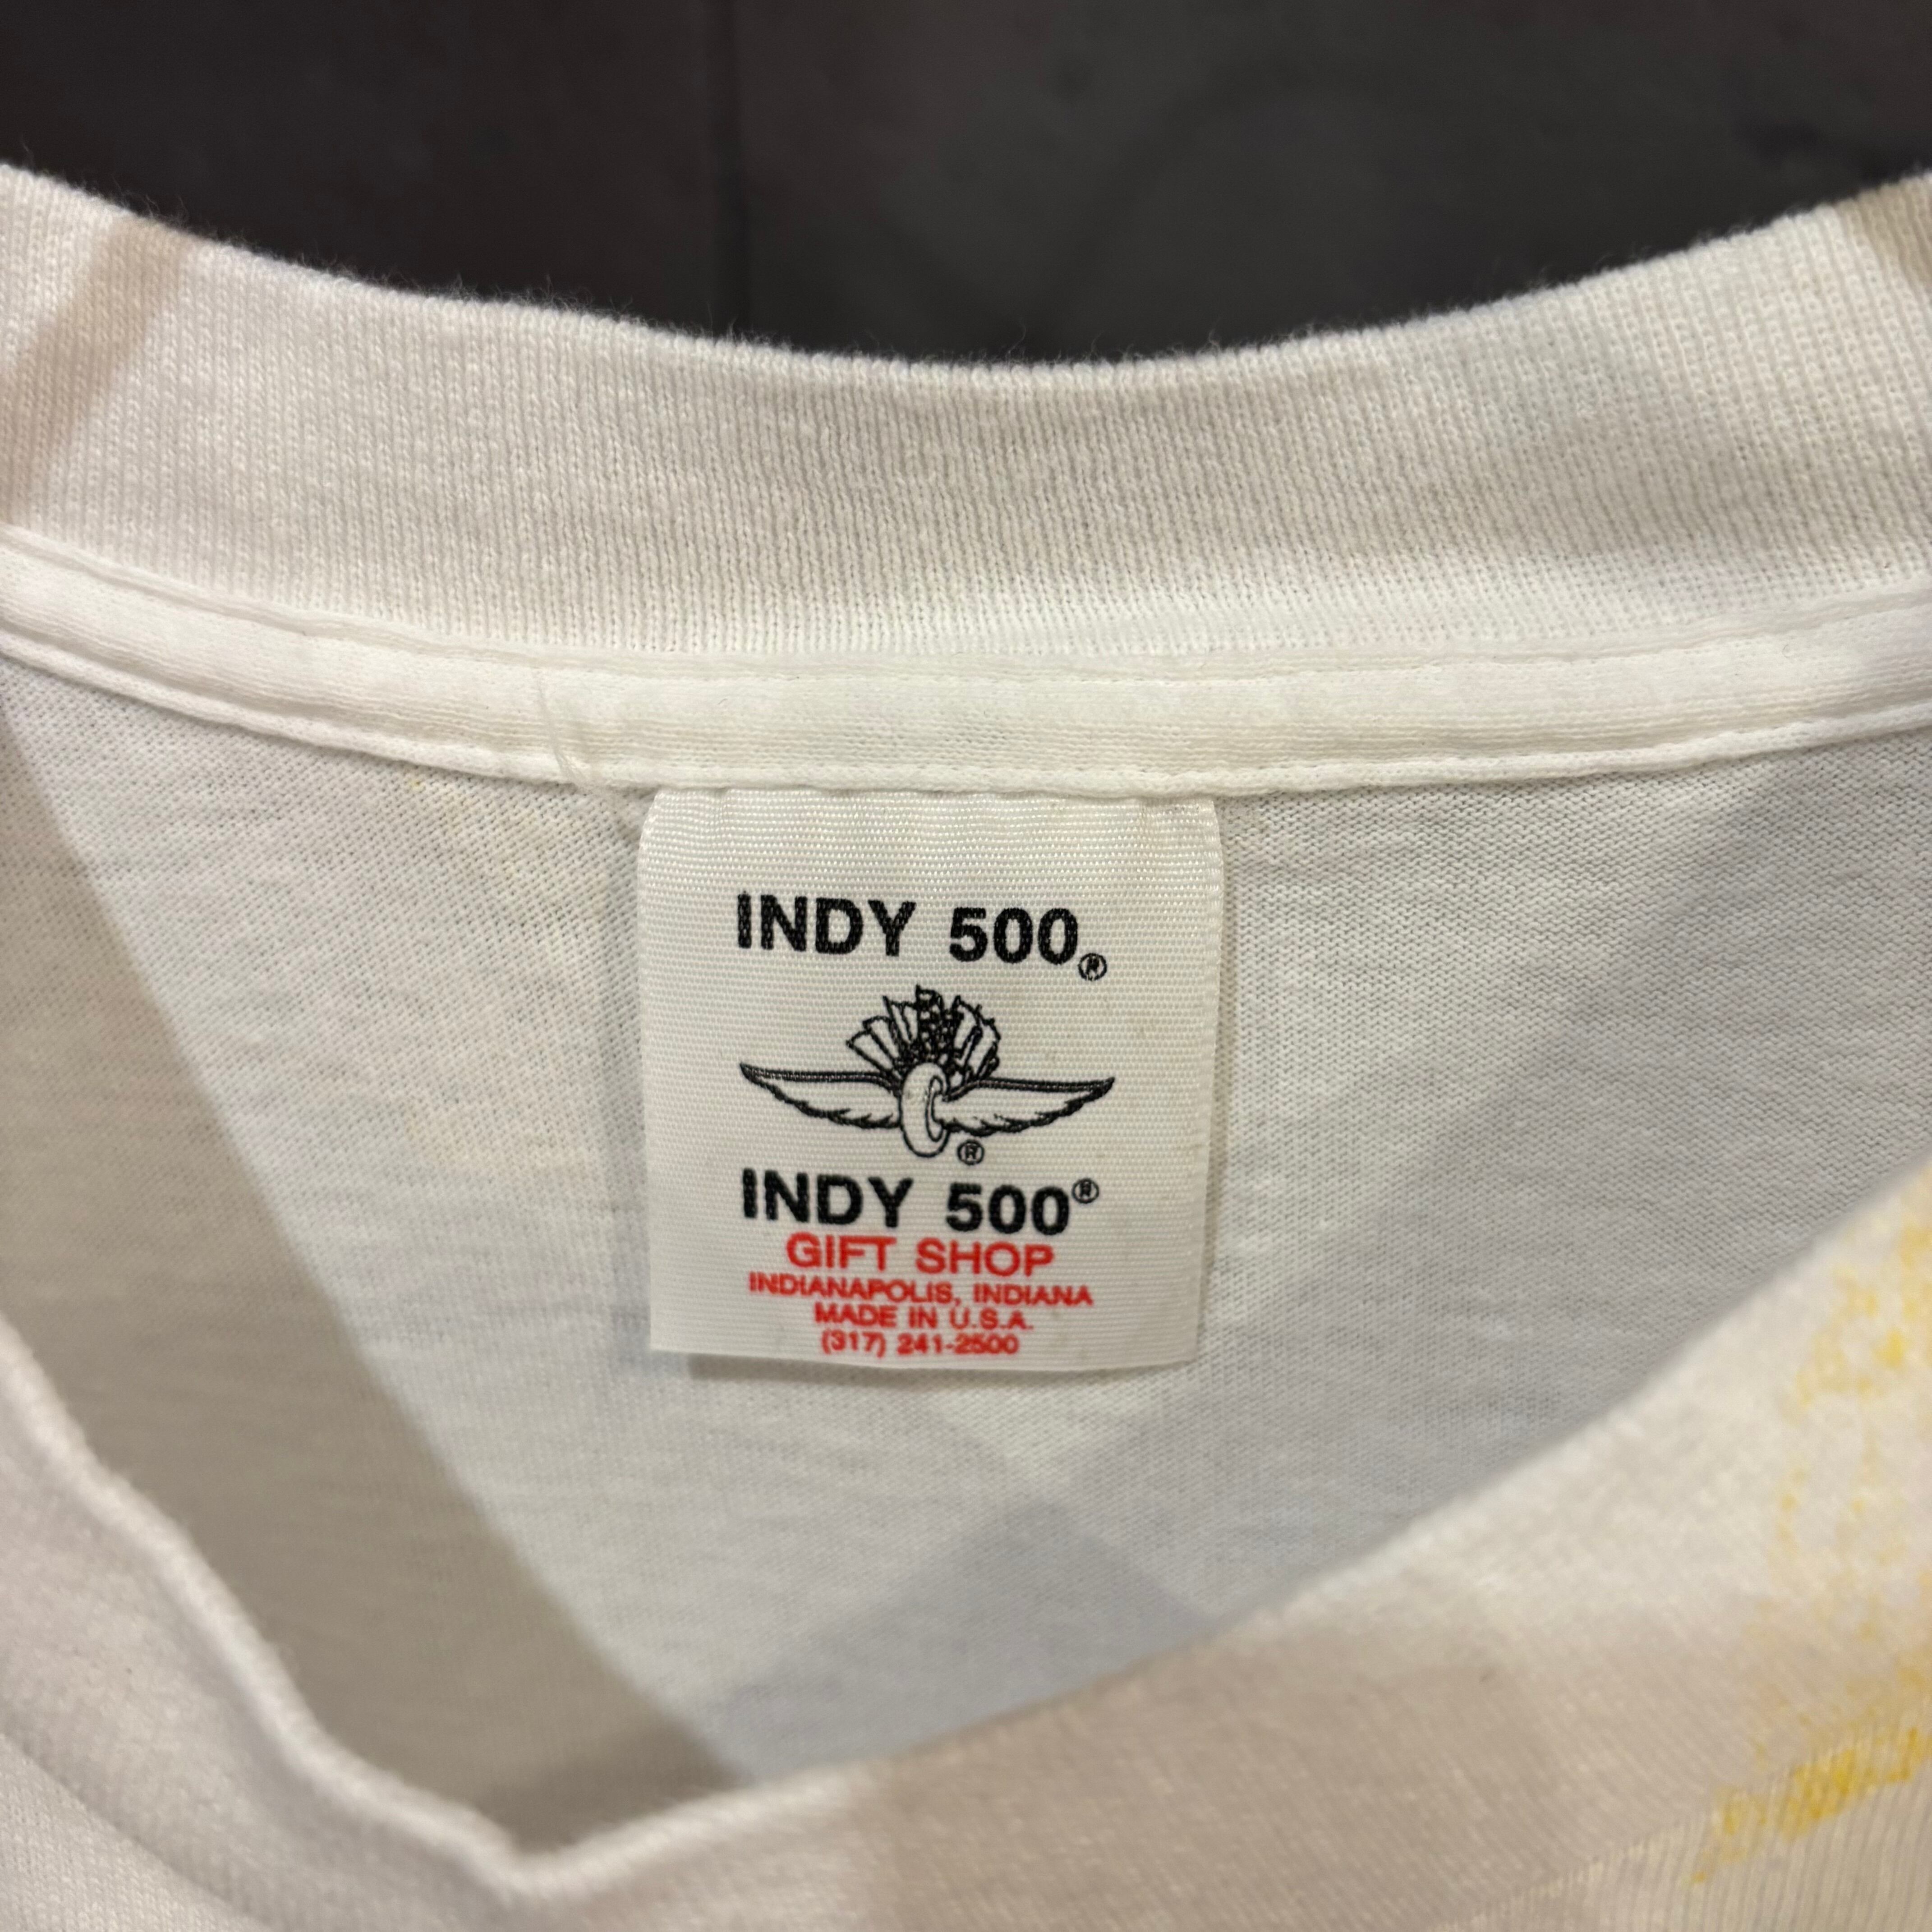 INDY 500®
®
INDY 500®
GIFT SHOP
INDIANAPOLIS, INDIANA
MADE IN U.S.A.
(317) 241-2500